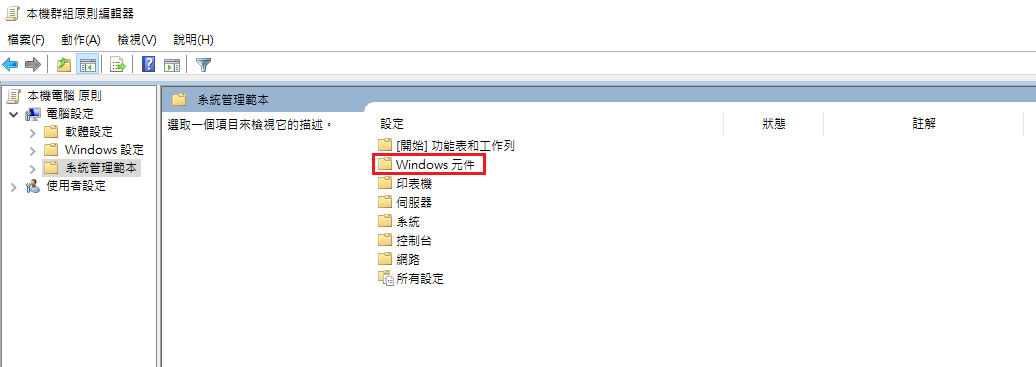 本機群組原則編輯器
檔案(F) 動作(A) 檢視(V) 說明(H)
本機電腦 原則
電腦設定
軟體設定
Windows 設定
系統管理範本
使用者設定
系統管理範本
選取一個項目來檢視它的描述。
設定 狀態 註解
[開始] 功能表和工作列
Windows 元件
印表機
伺服器
系統
控制台
網路
所有設定